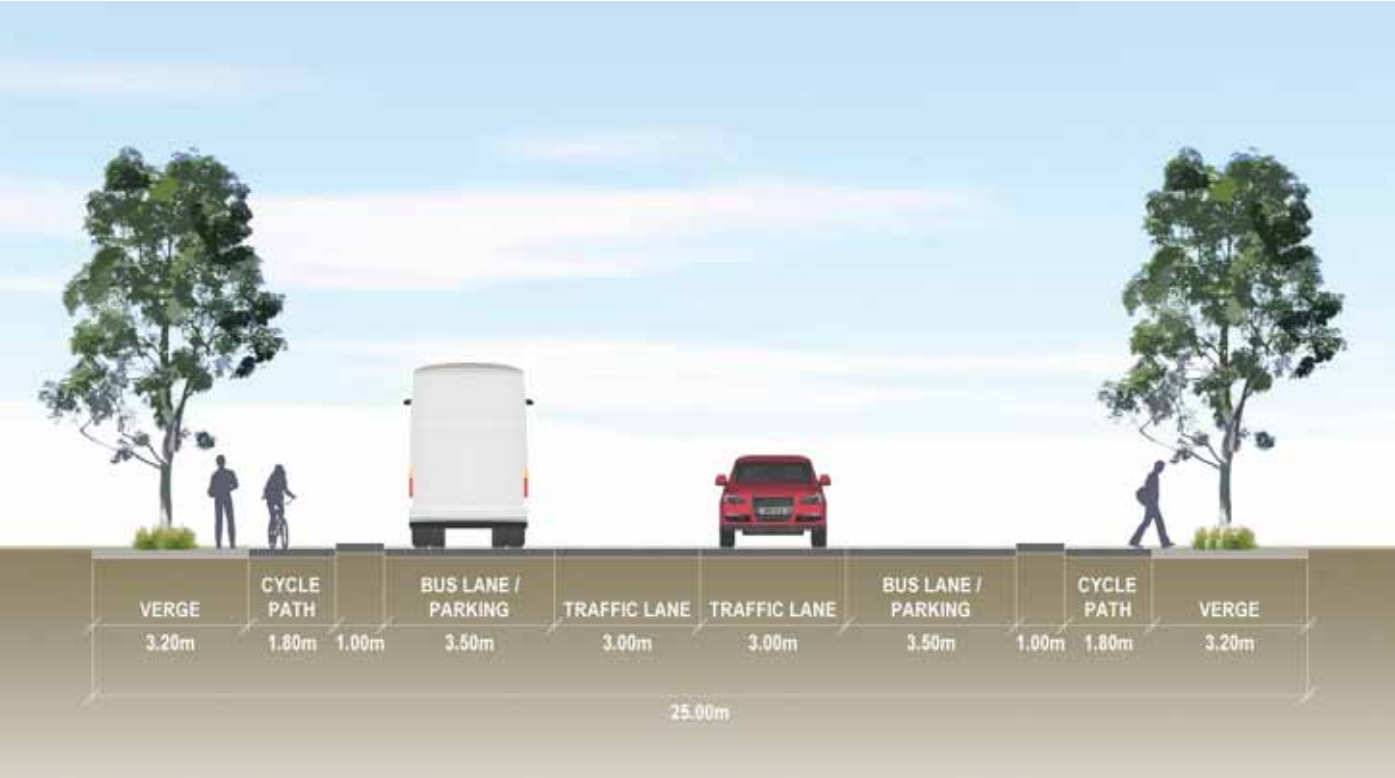 CYCLE
PATH
BUS LANE /
PARKING
BUS LANE /
PARKING
CYCLE
PATH
VERGE
TRAFFIC LANE
TRAFFIC LANE
VERGE
3.20m
1.80m
1.00m
3.50m
3.00m
3.00m
3.50m
1.00m
1.80m
3.20m
25.00m